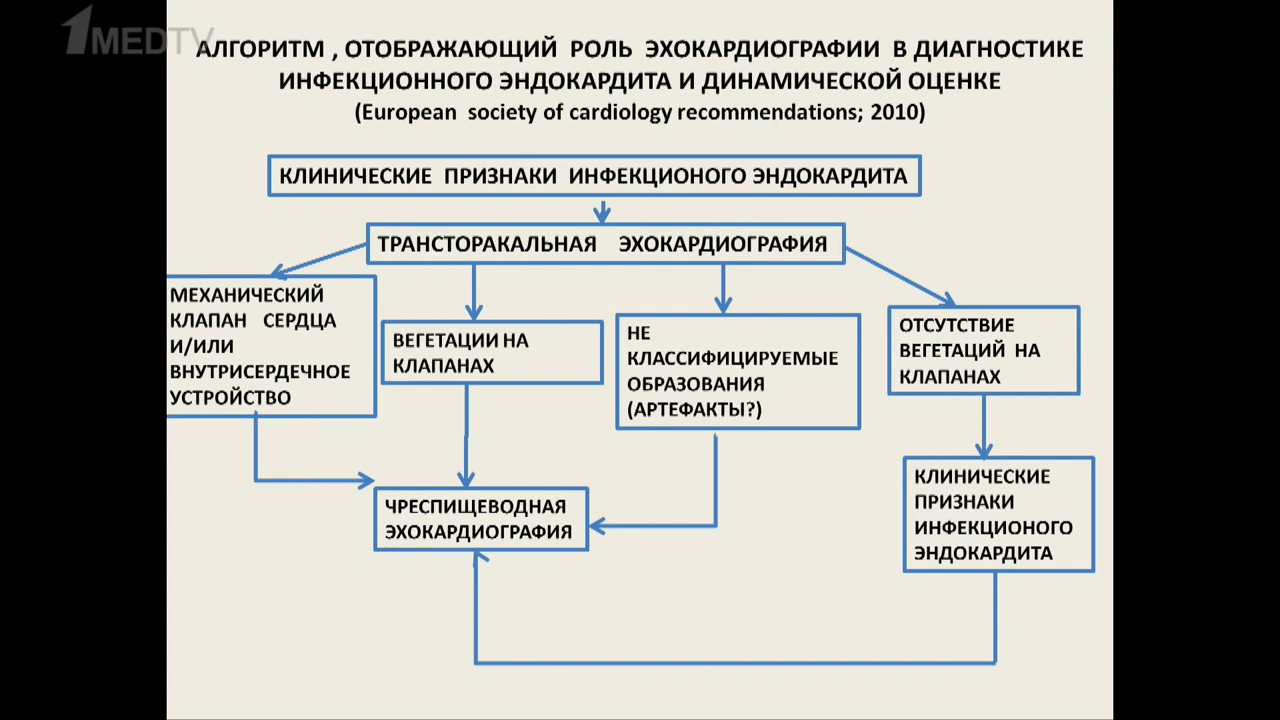 1MEDTV
АЛГОРИТМ , ОТОБРАЖАЮЩИЙ РОЛЬ ЭХОКАРДИОГРАФИИ В ДИАГНОСТИКЕ
ИНФЕКЦИОННОГО ЭНДОКАРДИТА И ДИНАМИЧЕСКОЙ ОЦЕНКЕ
(European society of cardiology recommendations; 2010)
КЛИНИЧЕСКИЕ ПРИЗНАКИ ИНФЕКЦИОНОГО ЭНДОКАРДИТА
ТРАНСТОРАКАЛЬНАЯ ЭХОКАРДИОГРАФИЯ
МЕХАНИЧЕСКИЙ
КЛАПАН СЕРДЦА
И/ИЛИ
ВНУТРИСЕРДЕЧНОЕ
УСТРОЙСТВО
ВЕГЕТАЦИИ НА
КЛАПАНАХ
НЕ
КЛАССИФИЦИРУЕМЫЕ
ОБРАЗОВАНИЯ
(АРТЕФАКТЫ?)
ОТСУТСТВИЕ
ВЕГЕТАЦИЙ НА
КЛАПАНАХ
ЧРЕСПИЩЕВОДНАЯ
ЭХОКАРДИОГРАФИЯ
КЛИНИЧЕСКИЕ
ПРИЗНАКИ
ИНФЕКЦИОНОГО
ЭНДОКАРДИТА